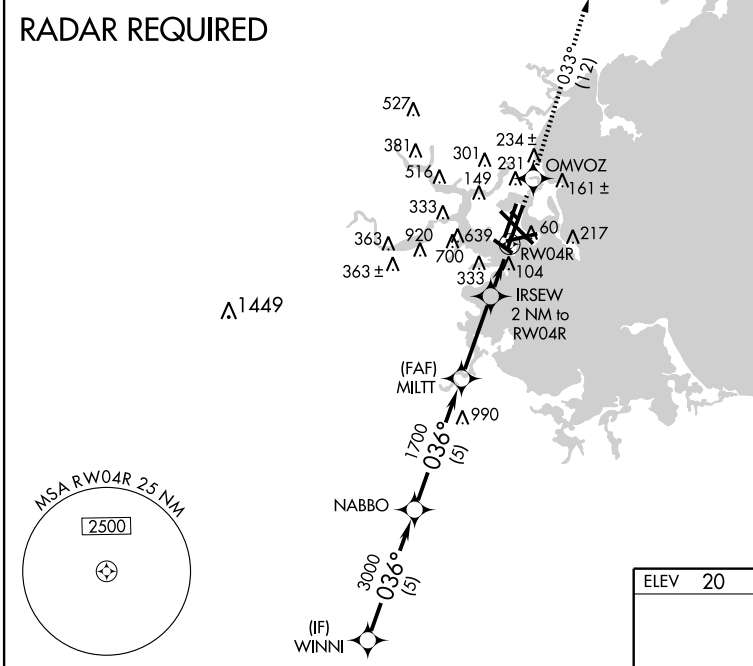 RADAR REQUIRED
033°
(12)
527
381
516
301
149
234 ±
231
OMVOZ
161 ±
333
363
920
700
639
60
217
RW04R
363 ±
333
104
1449
IRSEW
2 NM to
RW04R
(FAF)
MILTT
990
1700
036°
(5)
MSA RW04R 25 NM
2500
NABBO
3000
036°
(5)
(IF)
WINNI
ELEV 20